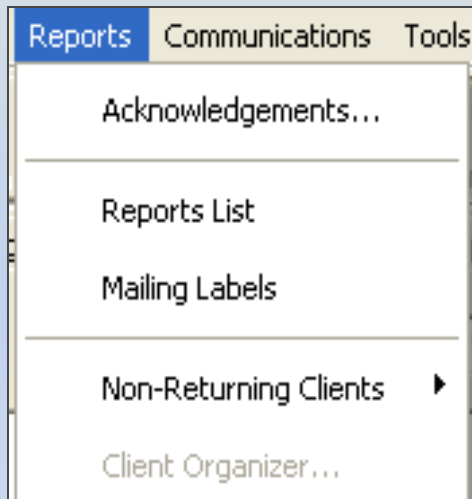 Reports Communications Tools
Acknowledgements...
Reports List
Mailing Labels
Non-Returning Clients
Client Organizer...